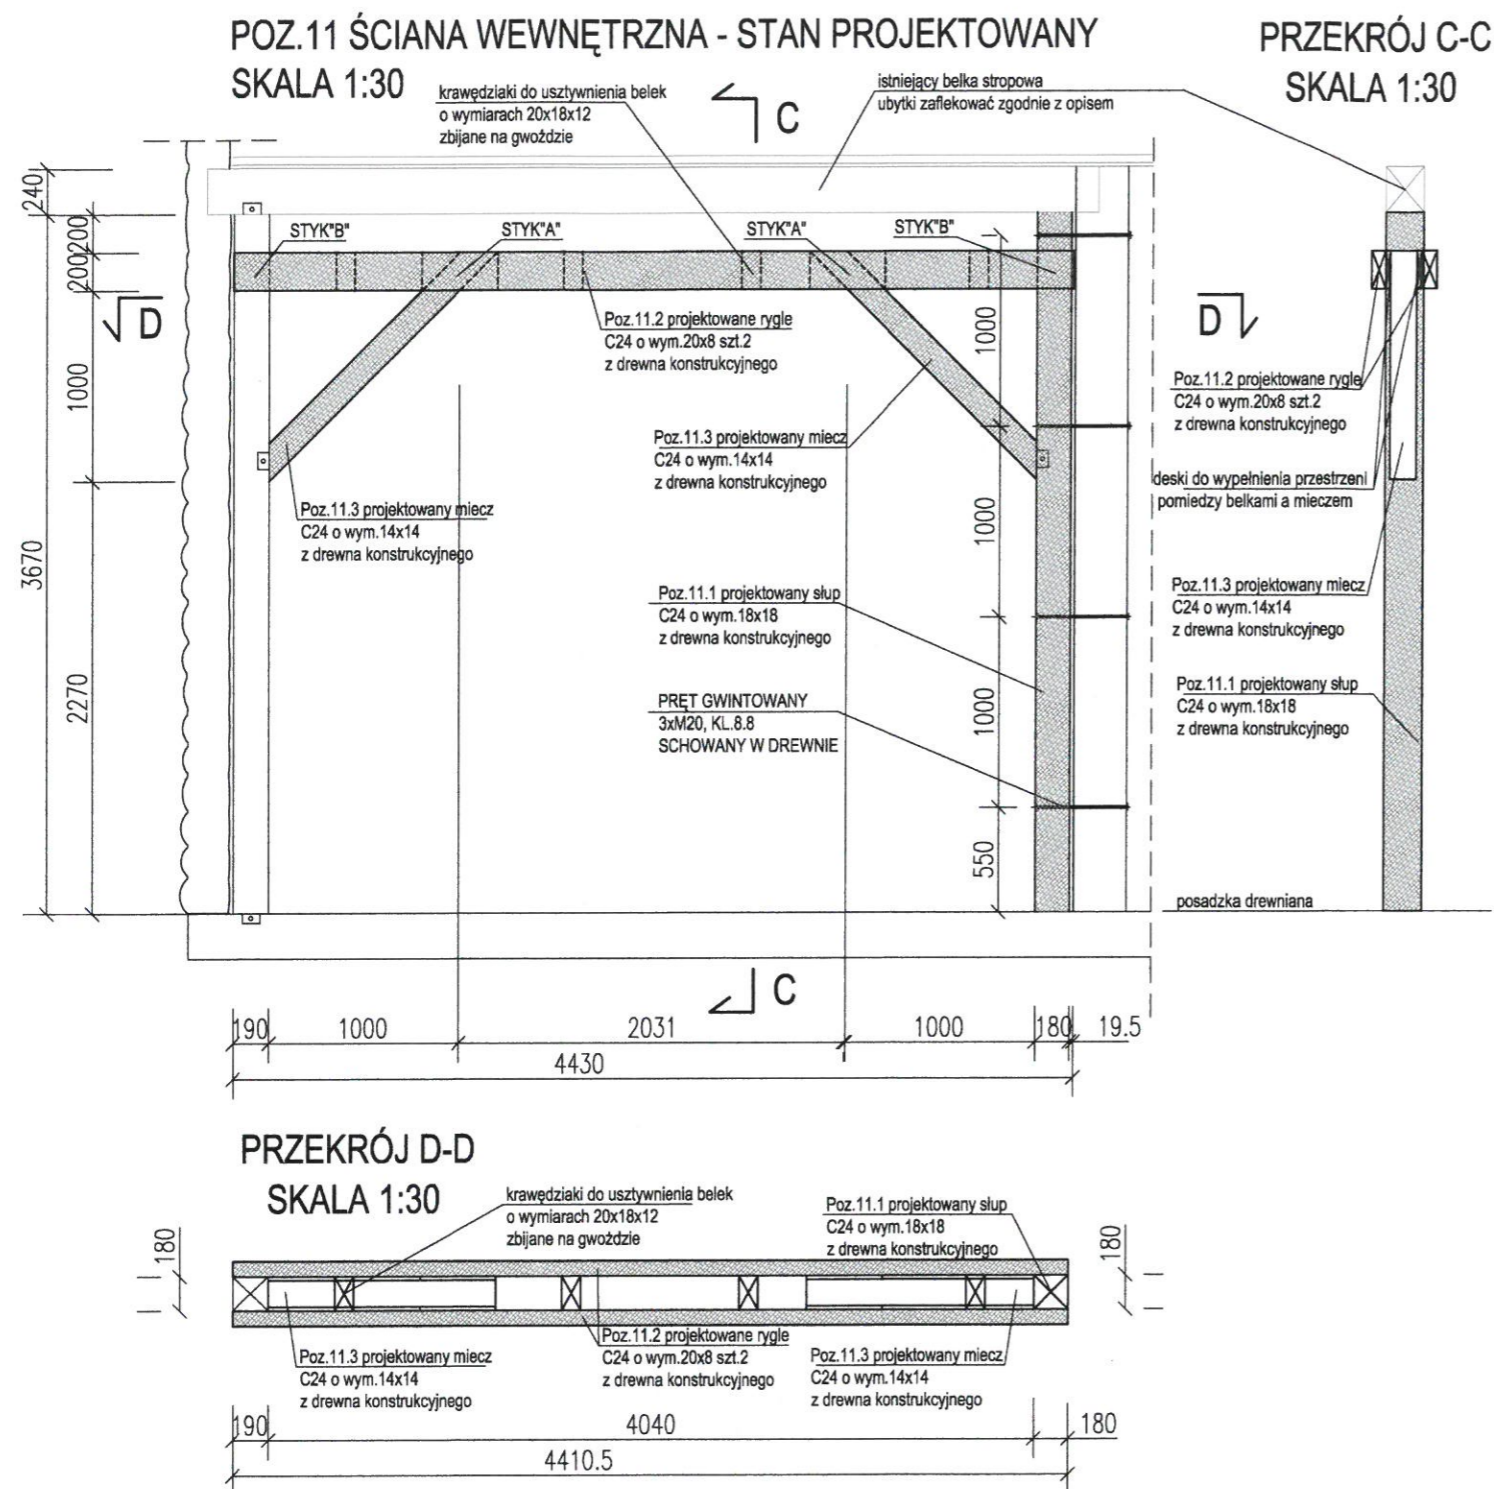 POZ.11 ŚCIANA WEWNĘTRZNA - STAN PROJEKTOWANY
SKALA 1:30
PRZEKRÓJ C-C
SKALA 1:30
krawędziaki do usztywnienia belek
o wymiarach 20x18x12
zbijane na gwoździe
C
istniejący belka stropowa
ubytki zaflekować zgodnie z opisem
240
200
200
1000
2270
3670
STYK"B"
STYK"A"
STYK"A"
STYK"B"
D
D
Poz.11.2 projektowane rygle
C24 o wym.20x8 szt.2
z drewna konstrukcyjnego
1000
1000
1000
550
Poz.11.3 projektowany miecz
C24 o wym.14x14
z drewna konstrukcyjnego
Poz.11.3 projektowany miecz
C24 o wym.14x14
z drewna konstrukcyjnego
Poz.11.1 projektowany słup
C24 o wym.18x18
z drewna konstrukcyjnego
PRĘT GWINTOWANY
3xM20, KL.8.8
SCHOWANY W DREWNIE
Poz.11.2 projektowane rygle
C24 o wym.20x8 szt.2
z drewna konstrukcyjnego
deski do wypełnienia przestrzeni
pomiedzy belkami a mieczem
Poz.11.3 projektowany miecz
C24 o wym.14x14
z drewna konstrukcyjnego
Poz.11.1 projektowany słup
C24 o wym.18x18
z drewna konstrukcyjnego
posadzka drewniana
C
190 1000 2031 1000 180 19.5
4430
PRZEKRÓJ D-D
SKALA 1:30
krawędziaki do usztywnienia belek
o wymiarach 20x18x12
zbijane na gwoździe
Poz.11.1 projektowany słup
C24 o wym.18x18
z drewna konstrukcyjnego
180
180
Poz.11.3 projektowany miecz
C24 o wym.14x14
z drewna konstrukcyjnego
Poz.11.2 projektowane rygle
C24 o wym.20x8 szt.2
z drewna konstrukcyjnego
Poz.11.3 projektowany miecz
C24 o wym.14x14
z drewna konstrukcyjnego
190 4040 180
4410.5